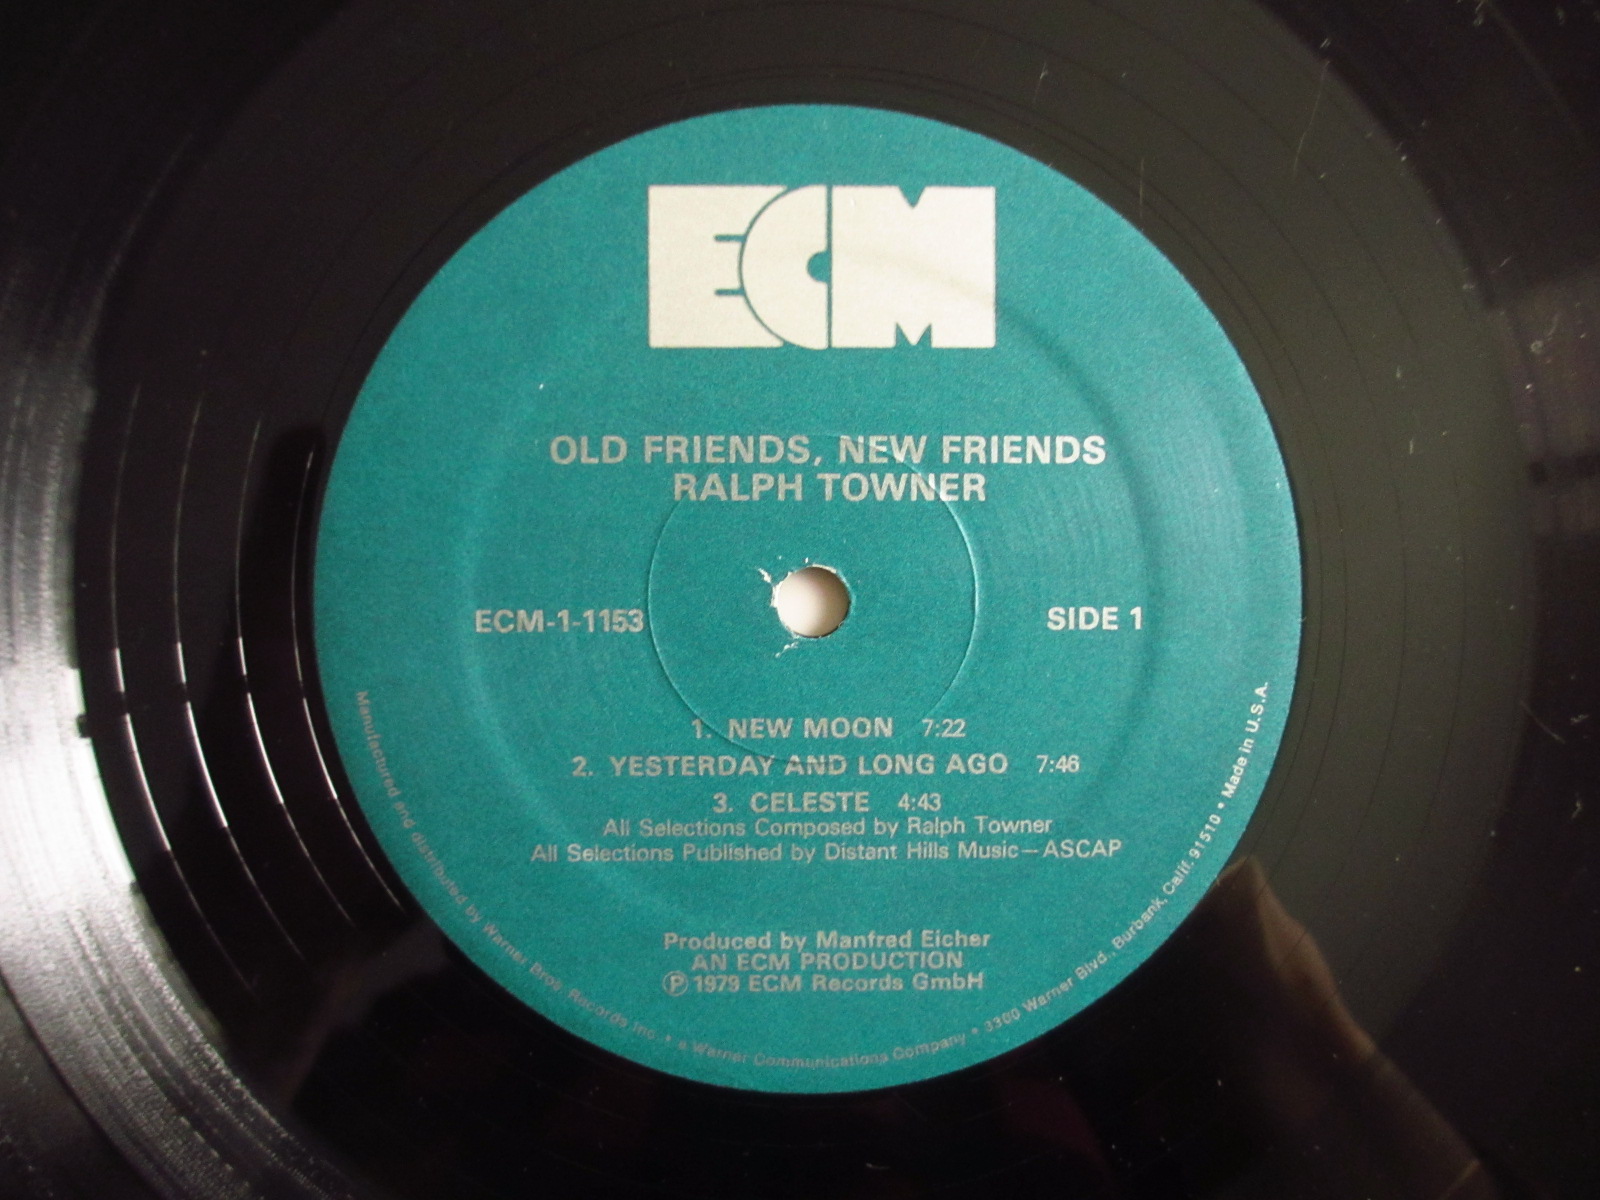 ECM
OLD FRIENDS, NEW FRIENDS
RALPH TOWNER
ECM-1-1153
SIDE 1
1. NEW MOON 7:22
2. YESTERDAY AND LONG AGO 7:46
3. CELESTE 4:43
All Selections Composed by Ralph Towner
All Selections Published by Distant Hills Music—ASCAP
Produced by Manfred Eicher
AN ECM PRODUCTION
℗ 1979 ECM Records GmbH
Manufactured and distributed by Warner Bros. Records Inc. • a Warner Communications Company • 3300 Warner Blvd., Burbank, Calif. 91510 • Made in U.S.A.